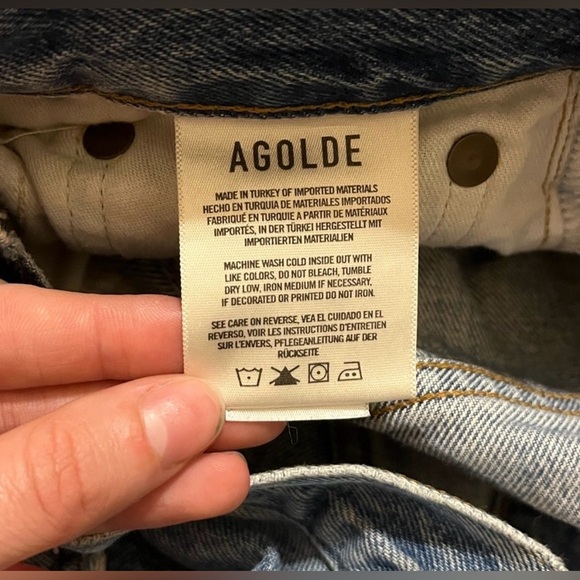 AGOLDE
MADE IN TURKEY OF IMPORTED MATERIALS
HECHO EN TURQUIA DE MATERIALES IMPORTADOS
FABRIQUÉ EN TURQUIE A PARTIR DE MATÉRIAUX
IMPORTÉS, IN DER TÜRKEI HERGESTELLT MIT
IMPORTIERTEN MATERIALIEN
MACHINE WASH COLD INSIDE OUT WITH
LIKE COLORS, DO NOT BLEACH, TUMBLE
DRY LOW, IRON MEDIUM IF NECESSARY,
IF DECORATED OR PRINTED DO NOT IRON.
SEE CARE ON REVERSE, VEA EL CUIDADO EN EL
REVERSO, VOIR LES INSTRUCTIONS D'ENTRETIEN
SUR L'ENVERS, PFLEGEANLEITUNG AUF DER
RÜCKSEITE